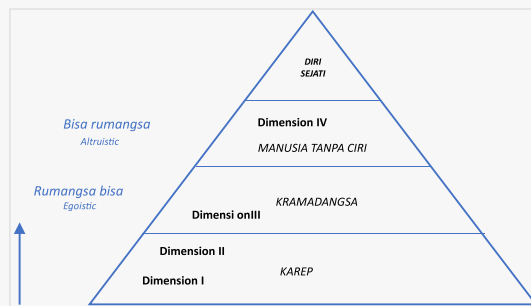 DIRI
SEJATI
Bisa rumangsa
Altruistic
Dimension IV
MANUSIA TANPA CIRI
Rumangsa bisa
Egoistic
KRAMADANGSA
Dimensi onIII
Dimension II
KAREP
Dimension I